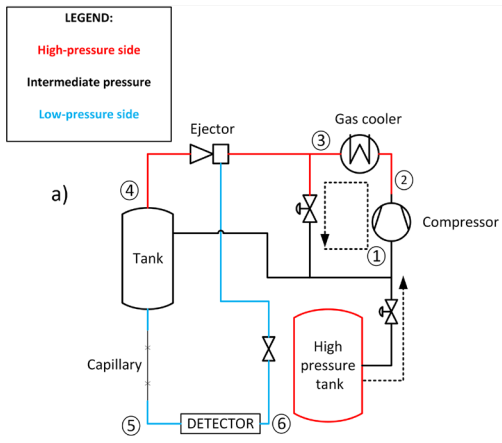 LEGEND:
High-pressure side
Intermediate pressure
Low-pressure side
Ejector
Gas cooler
3
2
4
a)
Compressor
1
Tank
High
pressure
tank
Capillary
5
DETECTOR
6